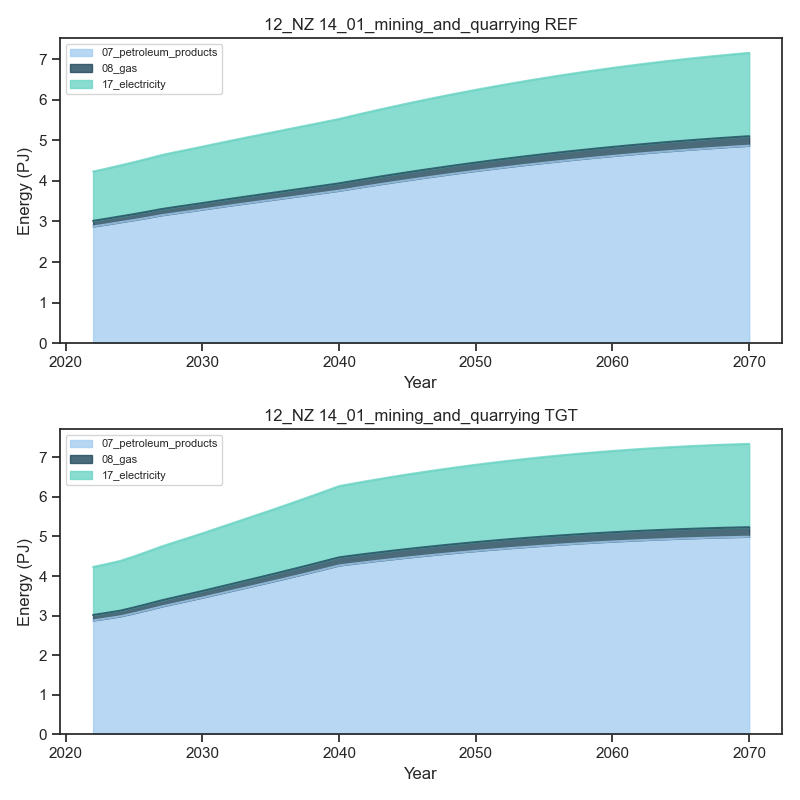 12_NZ 14_01_mining_and_quarrying REF
07_petroleum_products
08_gas
17_electricity
7
6
5
4
3
2
1
0
Energy (PJ)
2020 2030 2040 2050 2060 2070
Year
12_NZ 14_01_mining_and_quarrying TGT
07_petroleum_products
08_gas
17_electricity
7
6
5
4
3
2
1
0
Energy (PJ)
2020 2030 2040 2050 2060 2070
Year